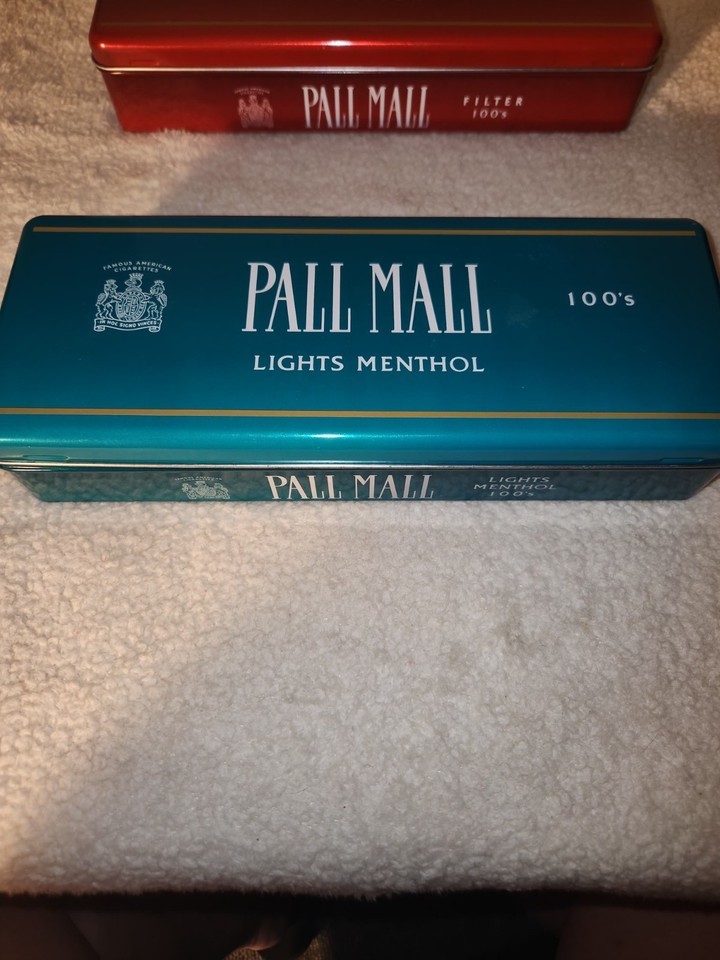 PALL MALL
FILTER
100's
FAMOUS AMERICAN
CIGARETTES
IN HOC SIGNO VINCES
PALL MALL
100's
LIGHTS MENTHOL
PALL MALL
LIGHTS
MENTHOL
100's